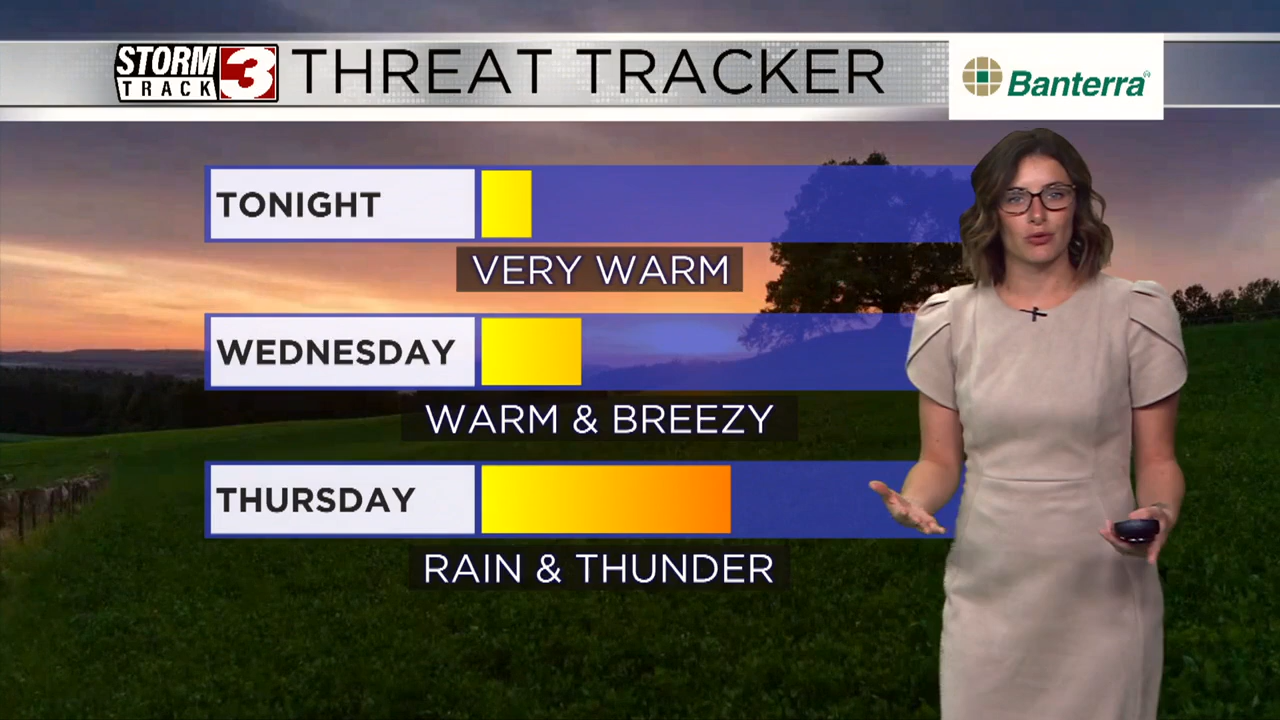 STORM
TRACK 3
THREAT TRACKER
Banterra
TONIGHT
VERY WARM
WEDNESDAY
WARM & BREEZY
THURSDAY
RAIN & THUNDER